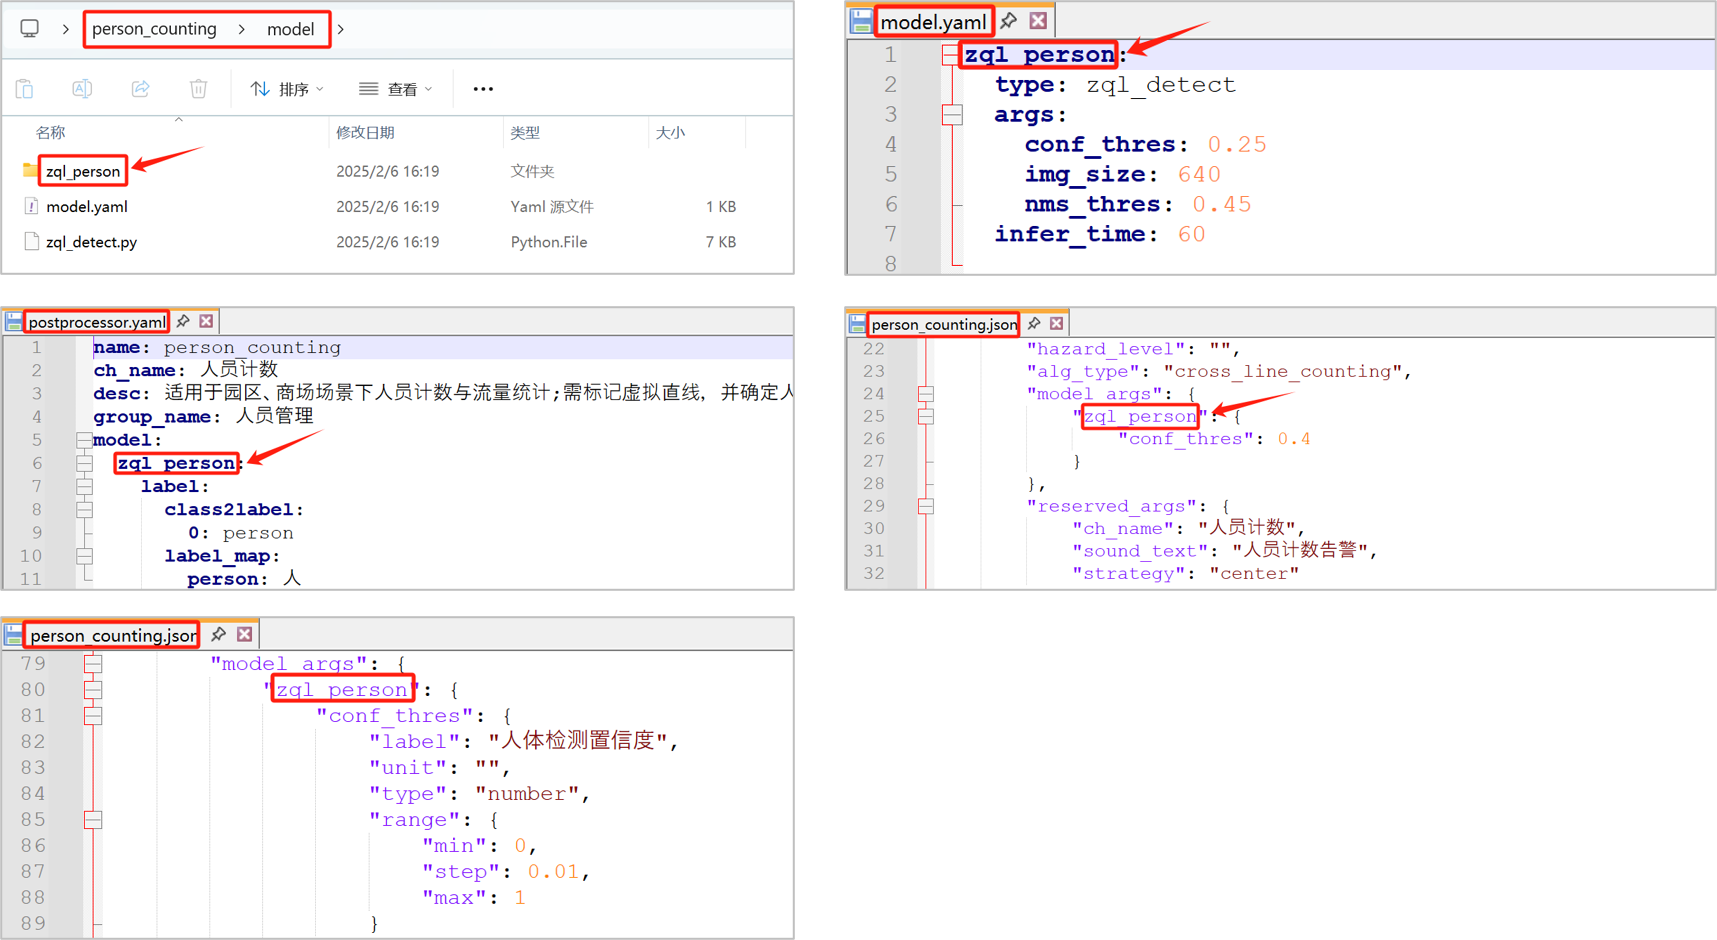 person_counting > model >
排序 查看 ...
名称 修改日期 类型 大小
zql_person 2025/2/6 16:19 文件夹
model.yaml 2025/2/6 16:19 Yaml 源文件 1 KB
zql_detect.py 2025/2/6 16:19 Python.File 7 KB
model.yaml
1 zql_person:
2 type: zql_detect
3 args:
4 conf_thres: 0.25
5 img_size: 640
6 nms_thres: 0.45
7 infer_time: 60
8
postprocessor.yaml
1 name: person_counting
2 ch_name: 人员计数
3 desc: 适用于园区、商场场景下人员计数与流量统计;需标记虚拟直线, 并确定人
4 group_name: 人员管理
5 model:
6 zql_person:
7 label:
8 class2label:
9 0: person
10 label_map:
11 person: 人
person_counting.json
22 "hazard_level": "",
23 "alg_type": "cross_line_counting",
24 "model_args": {
25 "zql_person": {
26 "conf_thres": 0.4
27 }
28 },
29 "reserved_args": {
30 "ch_name": "人员计数",
31 "sound_text": "人员计数告警",
32 "strategy": "center"
person_counting.json
79 "model_args": {
80 "zql_person": {
81 "conf_thres": {
82 "label": "人体检测置信度",
83 "unit": "",
84 "type": "number",
85 "range": {
86 "min": 0,
87 "step": 0.01,
88 "max": 1
89 }